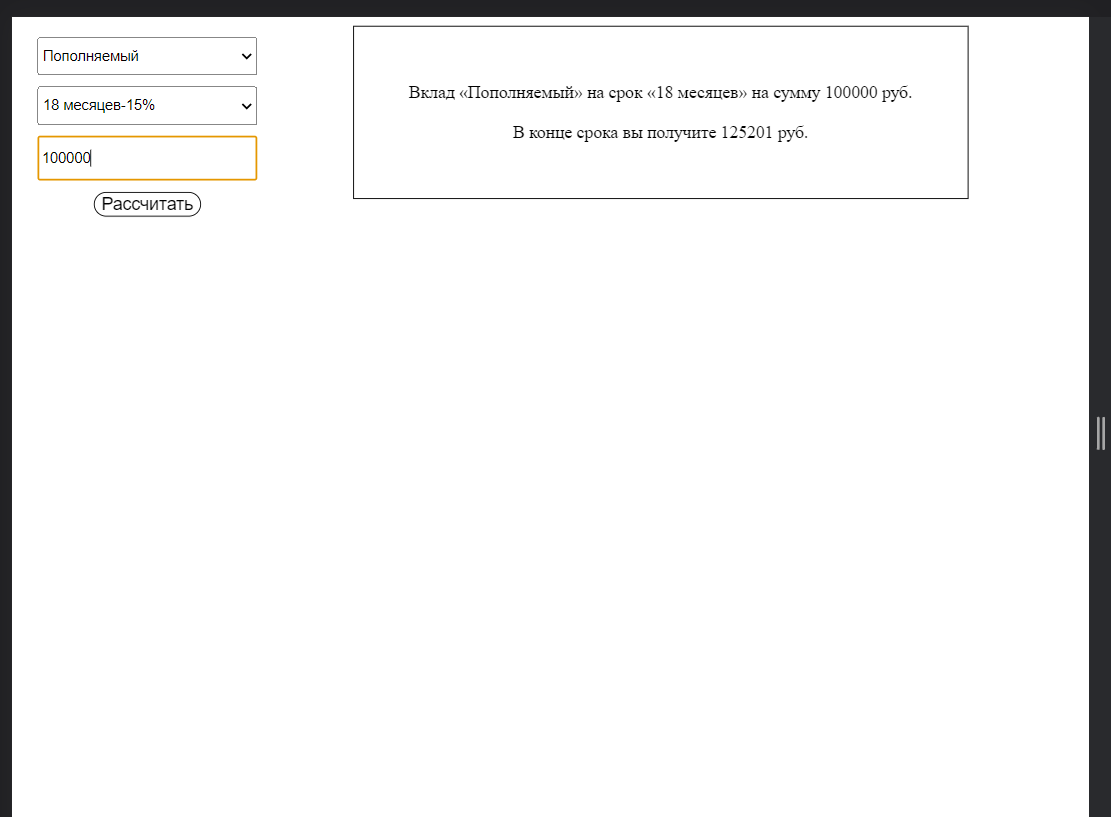 Пополняемый
18 месяцев-15%
100000
Рассчитать
Вклад «Пополняемый» на срок «18 месяцев» на сумму 100000 руб.
В конце срока вы получите 125201 руб.